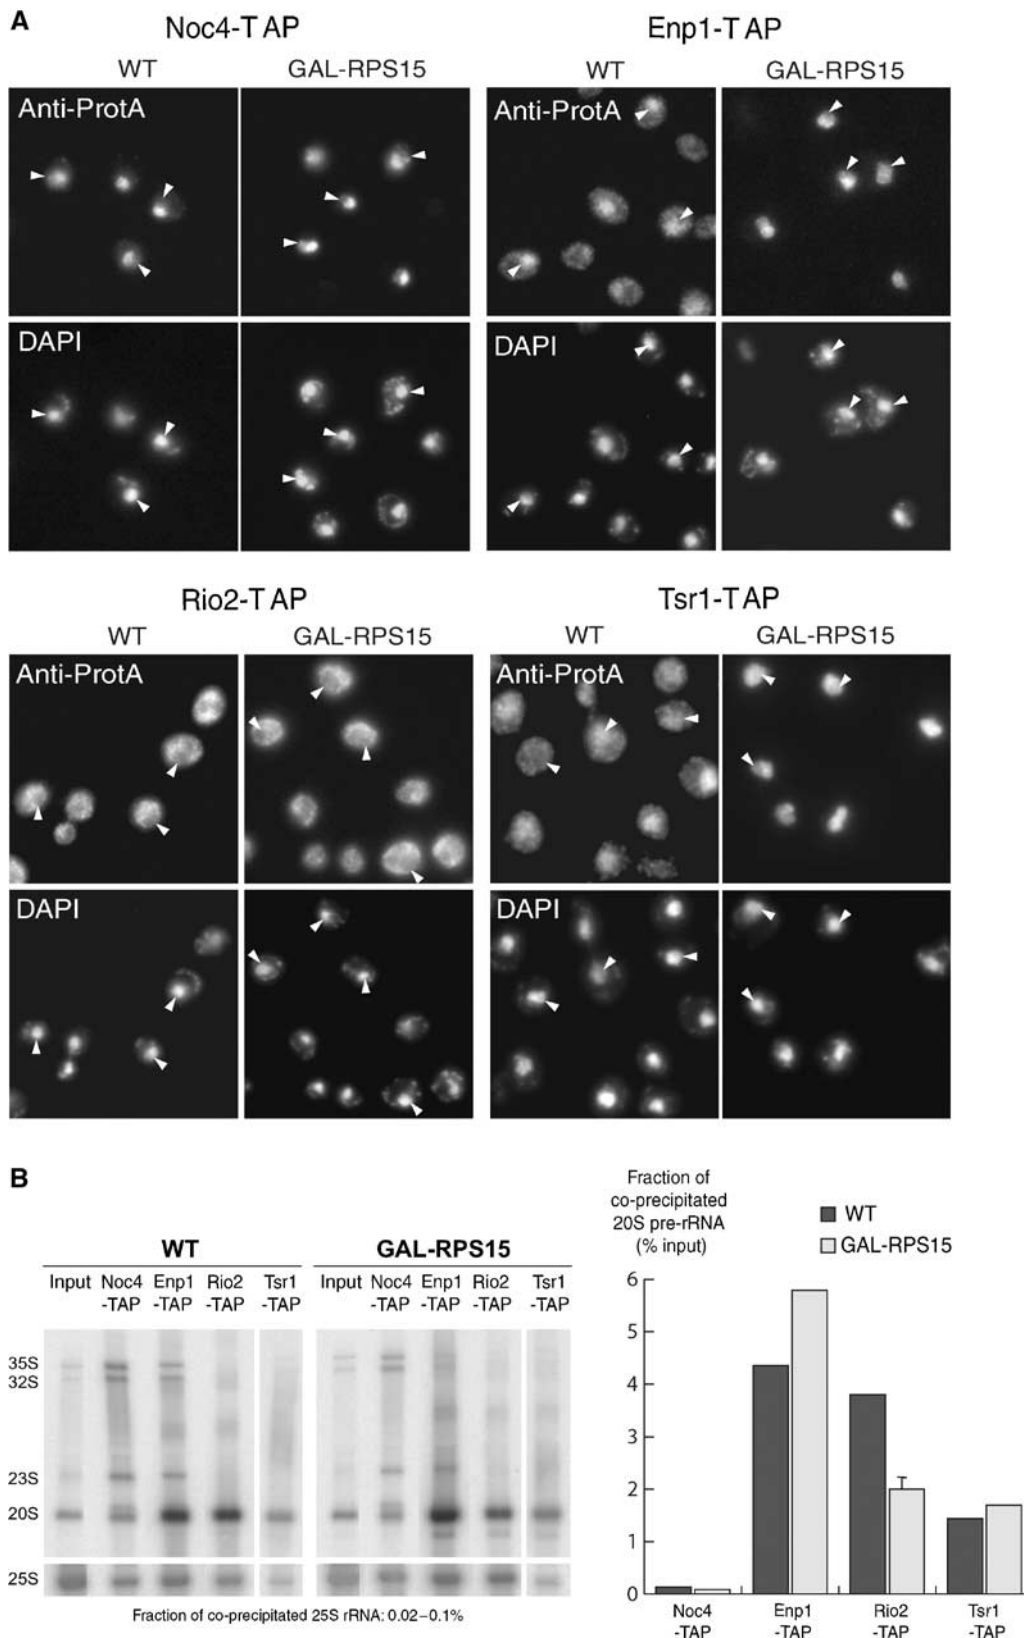 A
Noc4-TAP
Enp1-TAP
WT
GAL-RPS15
WT
GAL-RPS15
Anti-ProtA
Anti-ProtA
DAPI
DAPI
Rio2-TAP
Tsr1-TAP
WT
GAL-RPS15
WT
GAL-RPS15
Anti-ProtA
Anti-ProtA
DAPI
DAPI
B
WT
GAL-RPS15
Input Noc4 -TAP Enp1 -TAP Rio2 -TAP Tsr1 -TAP
Input Noc4 -TAP Enp1 -TAP Rio2 -TAP Tsr1 -TAP
35S
32S
23S
20S
25S
Fraction of co-precipitated 25S rRNA: 0.02–0.1%
Fraction of
co-precipitated
20S pre-rRNA
(% input)
WT
GAL-RPS15
6
5
4
3
2
1
0
Noc4 -TAP
Enp1 -TAP
Rio2 -TAP
Tsr1 -TAP